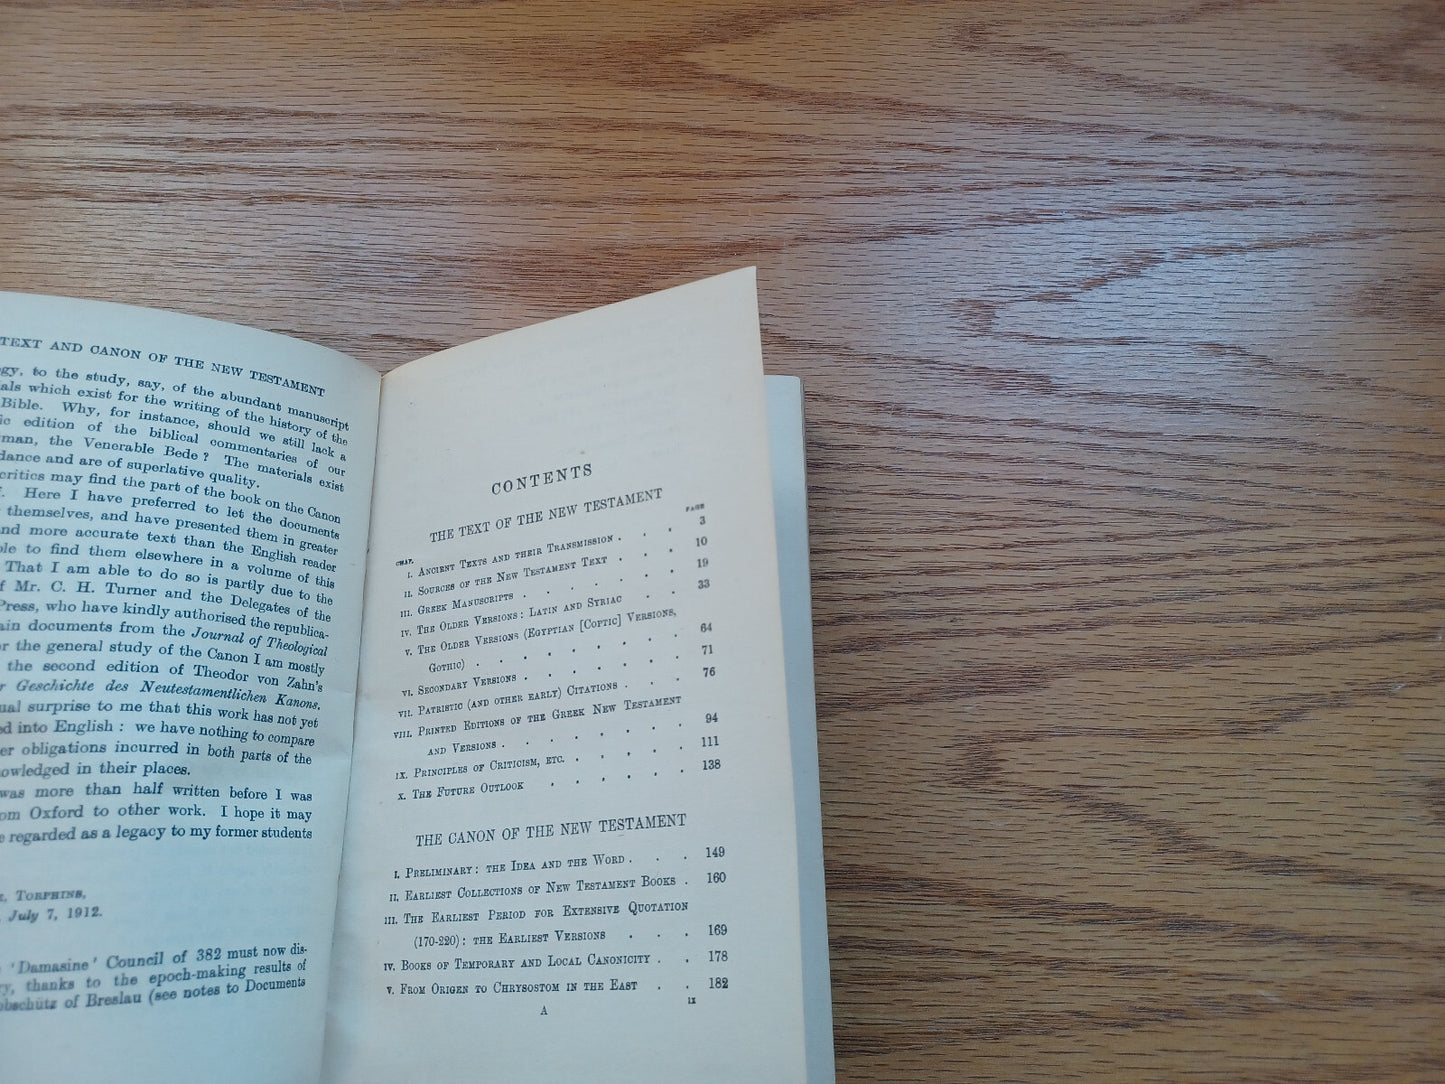 TEXT AND CANON OF THE NEW TESTAMENT
to the study, say, of the abundant manuscript
which exist for the writing of the history of the
Bible. Why, for instance, should we still lack a
edition of the biblical commentaries of our
the Venerable Bede? The materials exist
and are of superlative quality.
critics may find the part of the book on the Canon
Here I have preferred to let the documents
themselves, and have presented them in greater
and more accurate text than the English reader
to find them elsewhere in a volume of this
That I am able to do so is partly due to the
of Mr. C. H. Turner and the Delegates of the
Press, who have kindly authorised the republica-
documents from the Journal of Theological
the general study of the Canon I am mostly
the second edition of Theodor von Zahn's
Geschichte des Neutestamentlichen Kanons.
surprise to me that this work has not yet
into English: we have nothing to compare
obligations incurred in both parts of the
in their places.
was more than half written before I was
Oxford to other work. I hope it may
regarded as a legacy to my former students
TORPHINS,
July 7, 1912.
'Damasine' Council of 382 must now dis-
thanks to the epoch-making results of
of Breslau (see notes to Documents
CONTENTS
THE TEXT OF THE NEW TESTAMENT
CHAP. PAGE
I. ANCIENT TEXTS AND THEIR TRANSMISSION . . . 3
II. SOURCES OF THE NEW TESTAMENT TEXT . . . 10
III. GREEK MANUSCRIPTS . . . . . . 19
IV. THE OLDER VERSIONS: LATIN AND SYRIAC . . 33
V. THE OLDER VERSIONS (EGYPTIAN [COPTIC] VERSIONS,
GOTHIC) . . . . . . . 64
VI. SECONDARY VERSIONS . . . . . . 71
VII. PATRISTIC (AND OTHER EARLY) CITATIONS . . . 76
VIII. PRINTED EDITIONS OF THE GREEK NEW TESTAMENT
AND VERSIONS . . . . . . 94
IX. PRINCIPLES OF CRITICISM, ETC. . . . . 111
X. THE FUTURE OUTLOOK . . . . . 138
THE CANON OF THE NEW TESTAMENT
I. PRELIMINARY: THE IDEA AND THE WORD . . . 149
II. EARLIEST COLLECTIONS OF NEW TESTAMENT BOOKS . 160
III. THE EARLIEST PERIOD FOR EXTENSIVE QUOTATION
(170-220): THE EARLIEST VERSIONS . . . 169
IV. BOOKS OF TEMPORARY AND LOCAL CANONICITY . . 178
V. FROM ORIGEN TO CHRYSOSTOM IN THE EAST . . 182
A IX